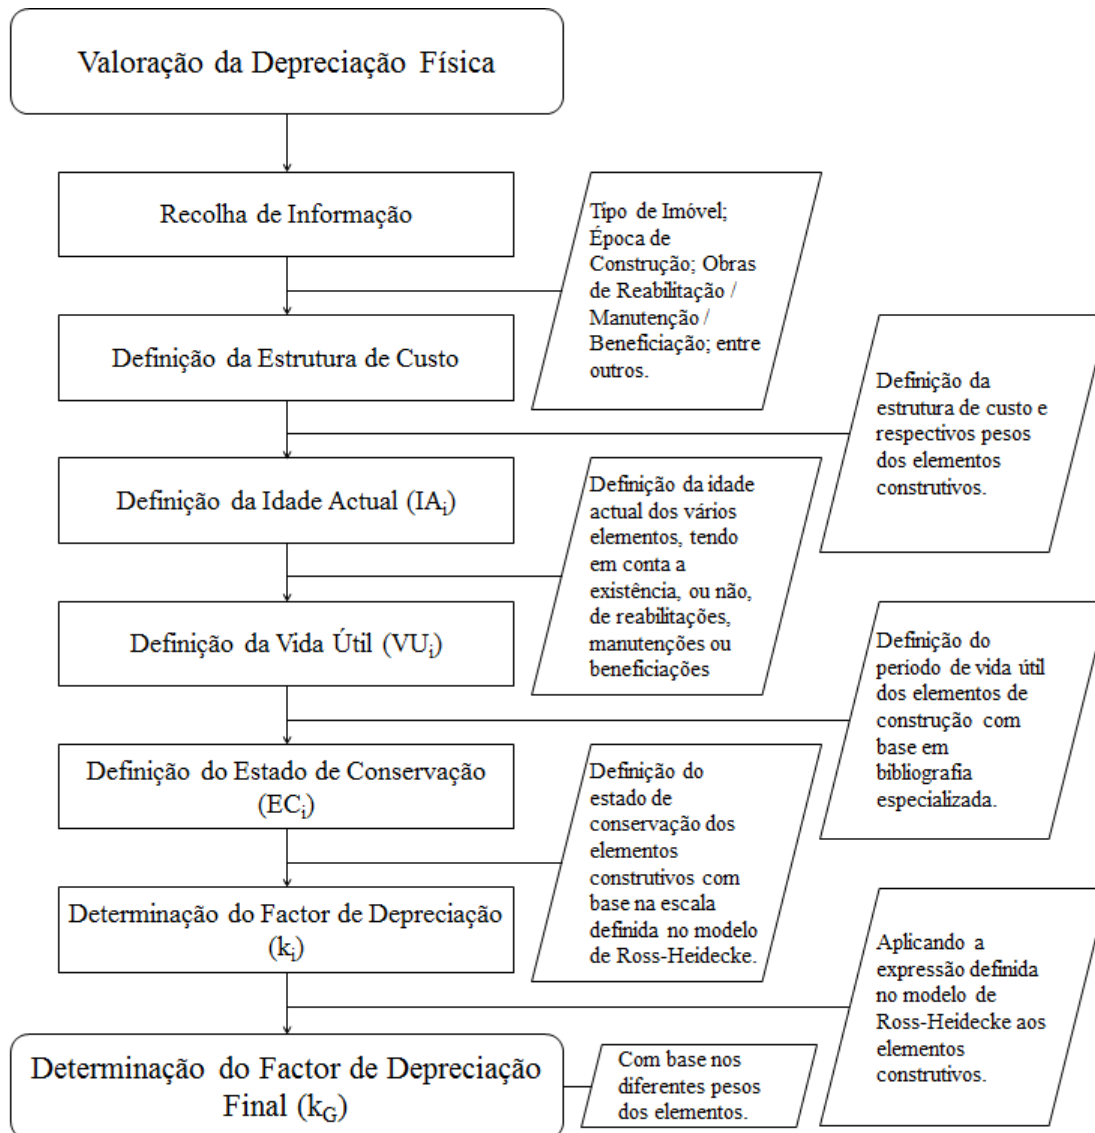 Valoração da Depreciação Física
Recolha de Informação
Tipo de Imóvel;
Época de
Construção; Obras
de Reabilitação /
Manutenção /
Beneficiação; entre
outros.
Definição da Estrutura de Custo
Definição da
estrutura de custo e
respectivos pesos
dos elementos
construtivos.
Definição da Idade Actual (IAi)
Definição da idade
actual dos vários
elementos, tendo
em conta a
existência, ou não,
de reabilitações,
manutenções ou
beneficiações
Definição da Vida Útil (VUi)
Definição do
período de vida útil
dos elementos de
construção com
base em
bibliografia
especializada.
Definição do Estado de Conservação
(ECi)
Definição do
estado de
conservação dos
elementos
construtivos com
base na escala
definida no modelo
de Ross-Heidecke.
Determinação do Factor de Depreciação
(ki)
Aplicando a
expressão definida
no modelo de
Ross-Heidecke aos
elementos
construtivos.
Determinação do Factor de Depreciação
Final (kG)
Com base nos
diferentes pesos
dos elementos.